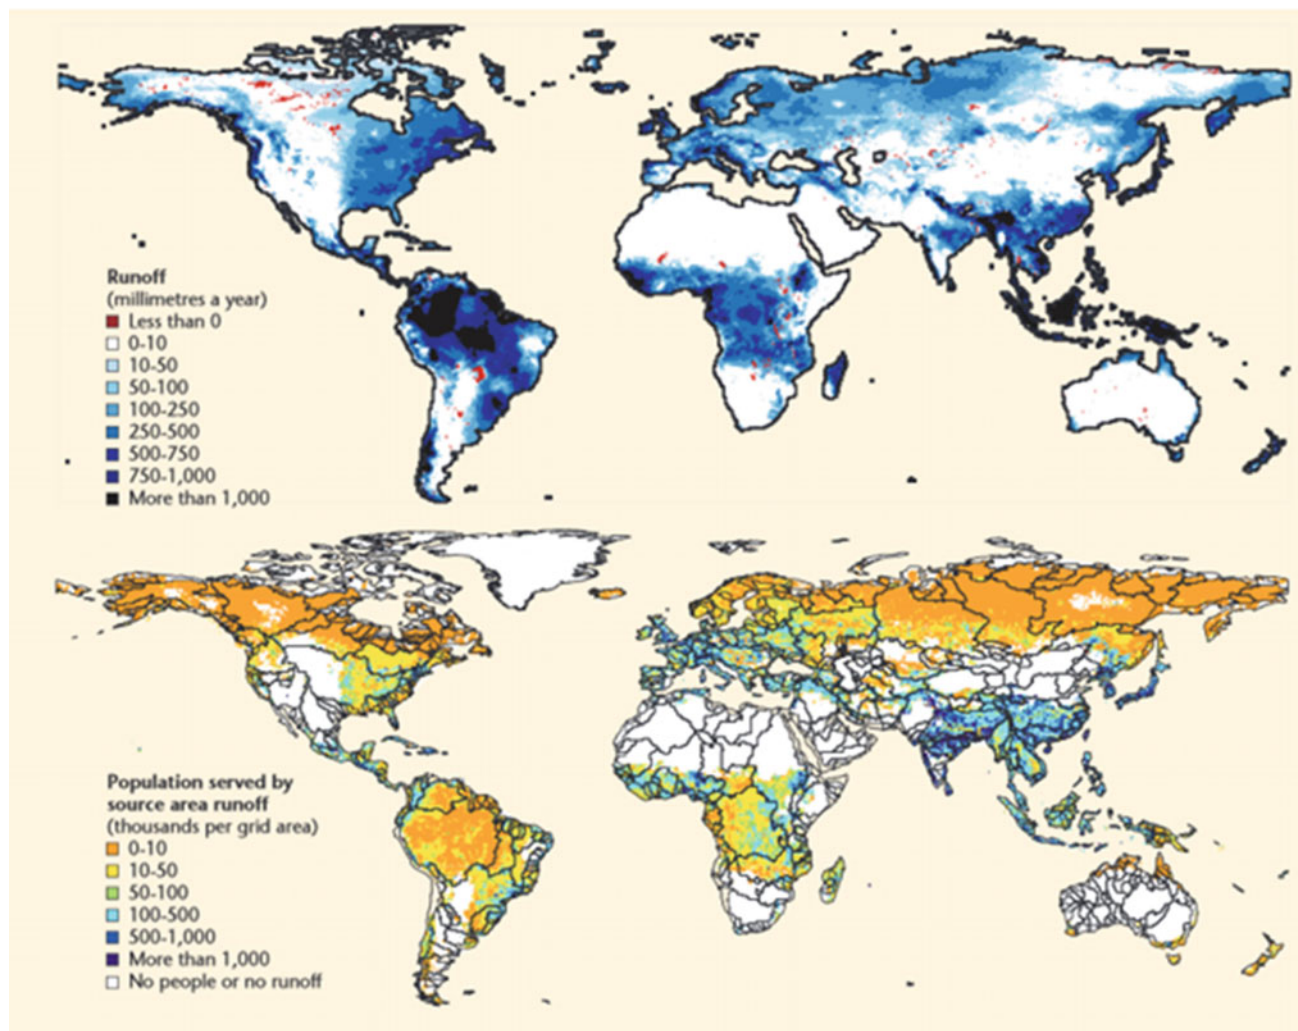 Runoff
(millimetres a year)
Less than 0
0-10
10-50
50-100
100-250
250-500
500-750
750-1,000
More than 1,000
Population served by
source area runoff
(thousands per grid area)
0-10
10-50
50-100
100-500
500-1,000
More than 1,000
No people or no runoff